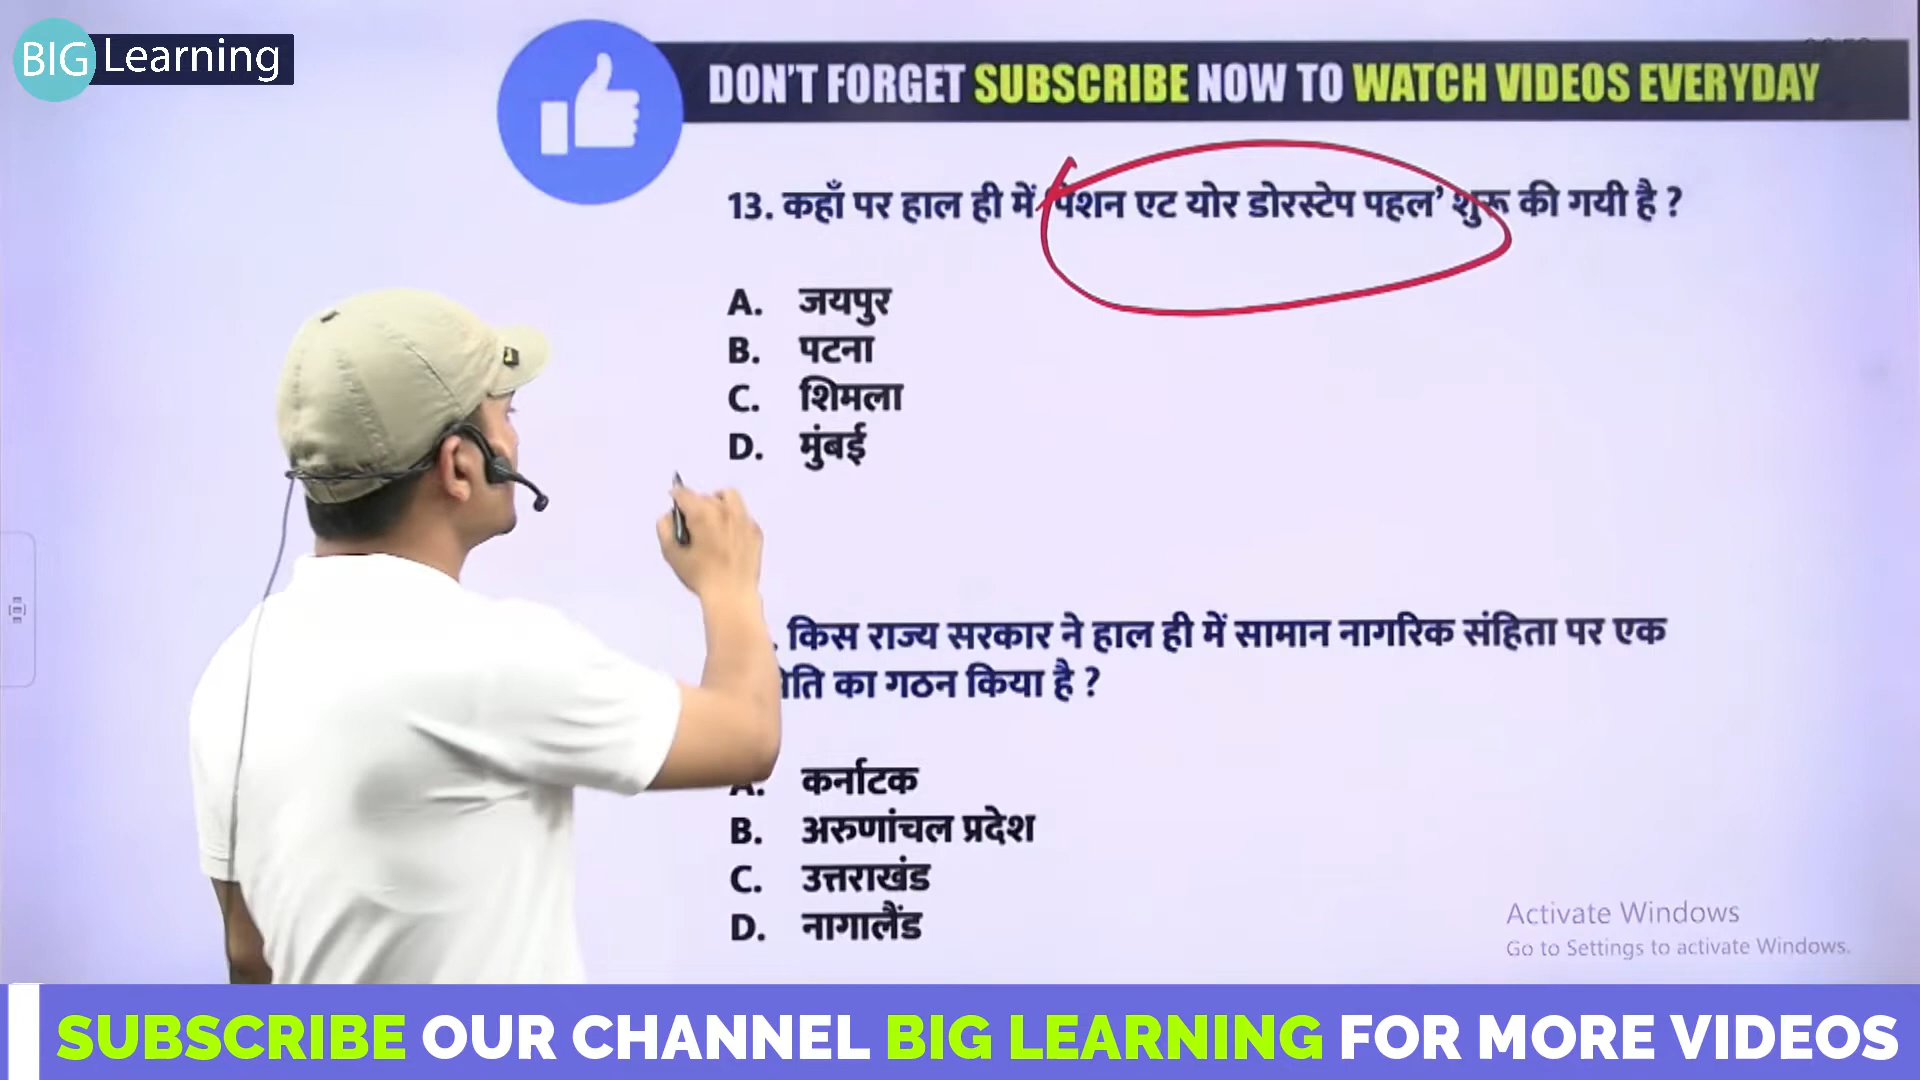 BIG Learning
DON'T FORGET SUBSCRIBE NOW TO WATCH VIDEOS EVERYDAY
13. कहाँ पर हाल ही में 'पेंशन एट योर डोरस्टेप पहल' शुरू की गयी है ?
A. जयपुर
B. पटना
C. शिमला
D. मुंबई
. किस राज्य सरकार ने हाल ही में सामान नागरिक संहिता पर एक
का गठन किया है ?
A. कर्नाटक
B. अरुणांचल प्रदेश
C. उत्तराखंड
D. नागालैंड
Activate Windows
Go to Settings to activate Windows.
SUBSCRIBE OUR CHANNEL BIG LEARNING FOR MORE VIDEOS